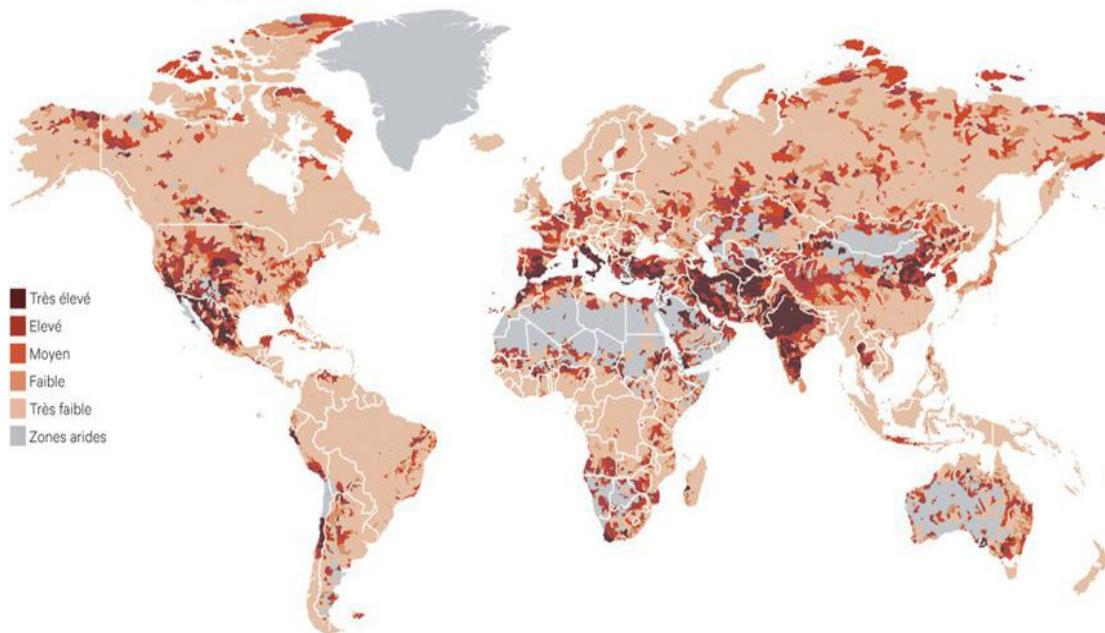 Très élevé
Elevé
Moyen
Faible
Très faible
Zones arides